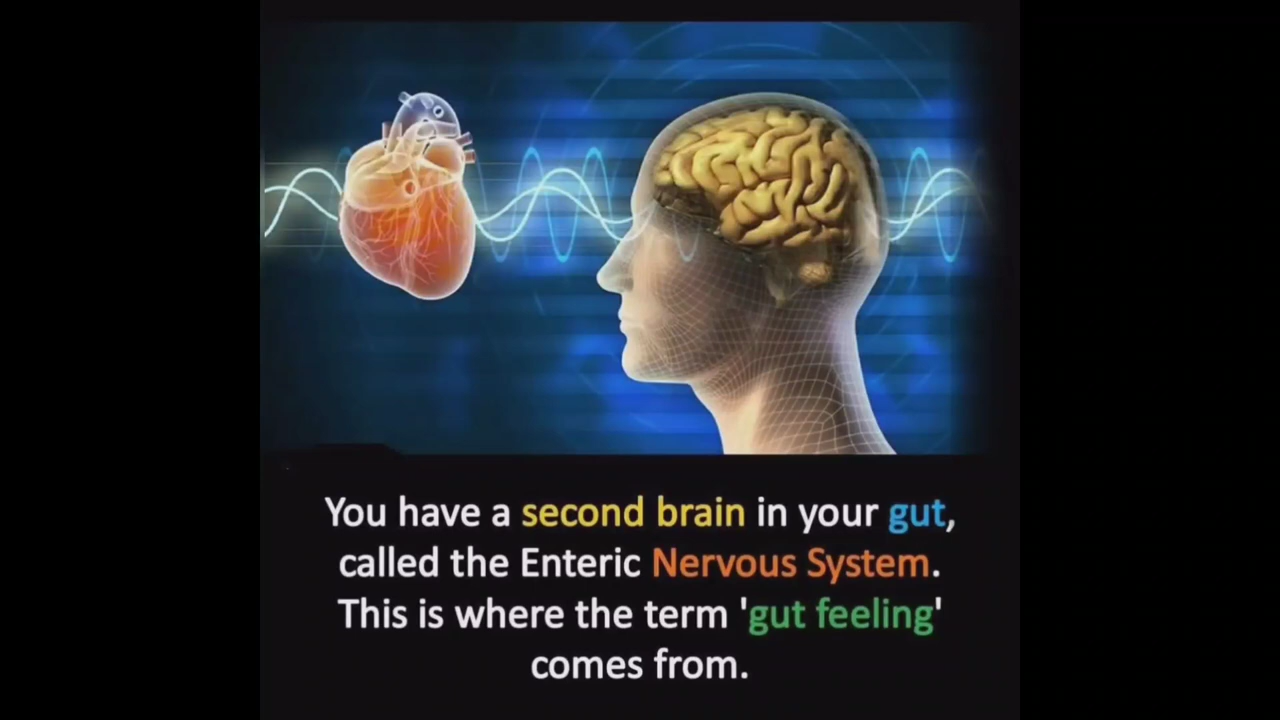 You have a second brain in your gut,
called the Enteric Nervous System.
This is where the term 'gut feeling'
comes from.